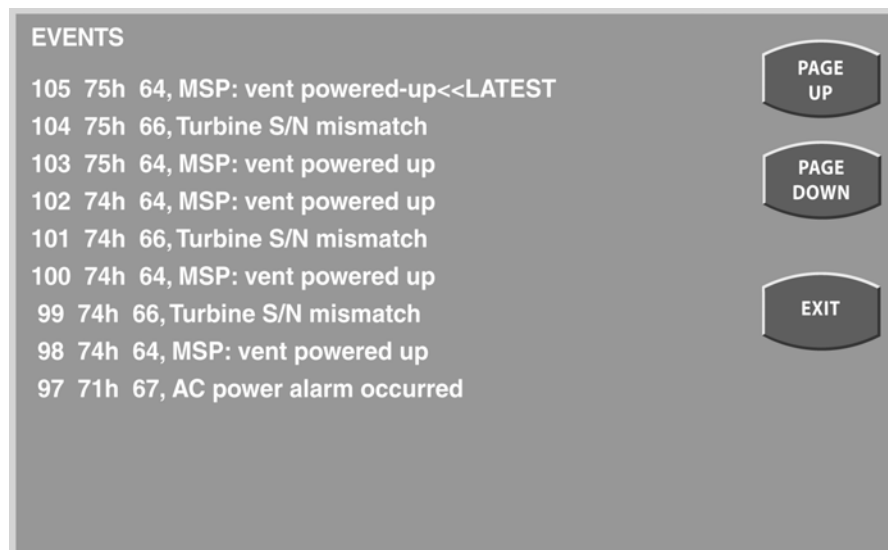 EVENTS
105 75h 64, MSP: vent powered-up<<LATEST
104 75h 66, Turbine S/N mismatch
103 75h 64, MSP: vent powered up
102 74h 64, MSP: vent powered up
101 74h 66, Turbine S/N mismatch
100 74h 64, MSP: vent powered up
99 74h 66, Turbine S/N mismatch
98 74h 64, MSP: vent powered up
97 71h 67, AC power alarm occurred
PAGE
UP
PAGE
DOWN
EXIT